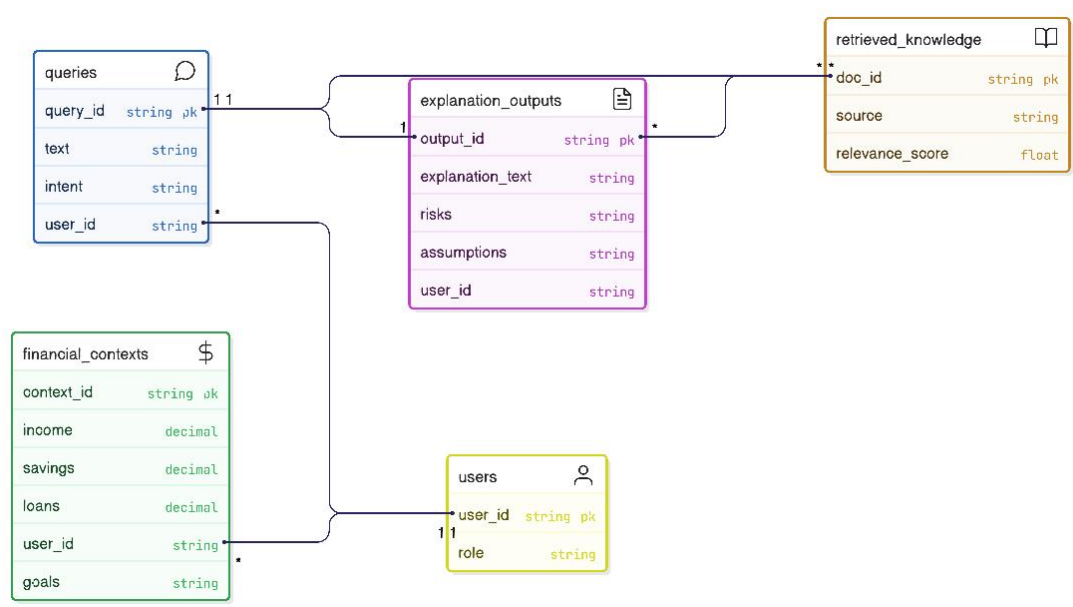 queries
query_id string pk
text string
intent string
user_id string
1 1
*
explanation_outputs
1
output_id string pk
*
explanation_text string
risks string
assumptions string
user_id string
retrieved_knowledge
* *
doc_id string pk
source string
relevance_score float
financial_contexts
context_id string pk
income decimal
savings decimal
loans decimal
user_id string
*
goals string
users
user_id string pk
1 1
role string